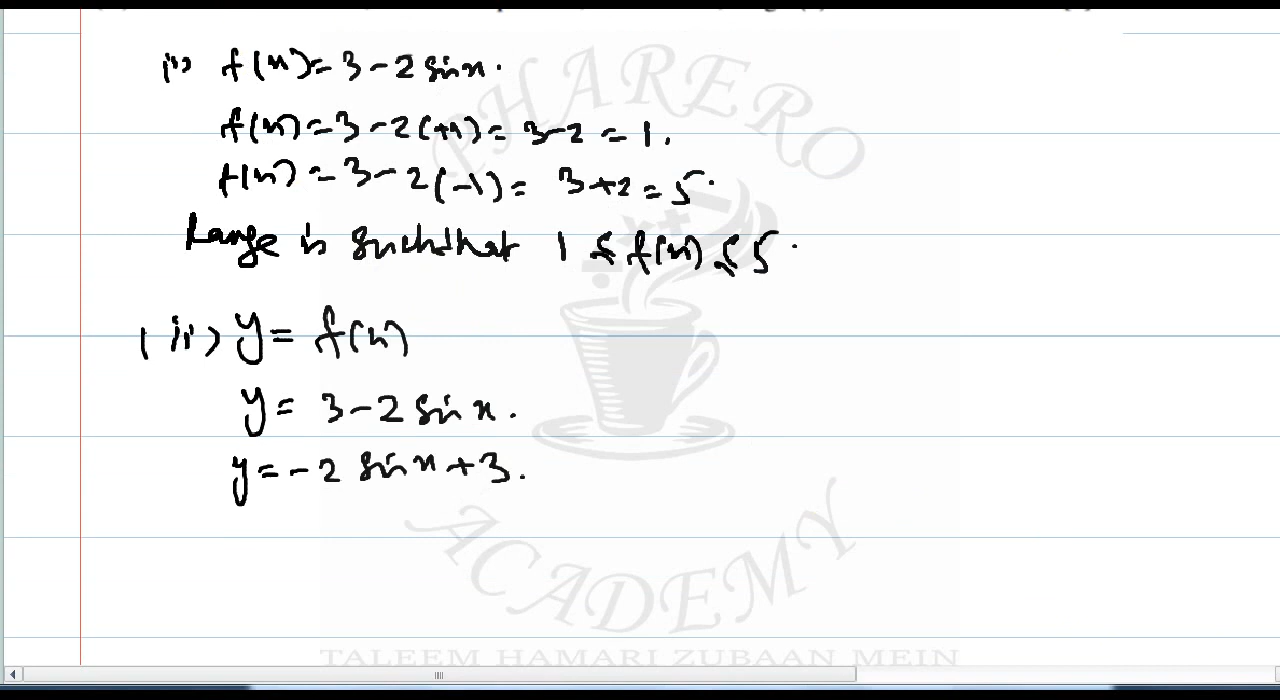 i) f(x) = 3 - 2 sin x.
f(x) = 3 - 2(+1) = 3-2 = 1.
f(x) = 3 - 2(-1) = 3+2 = 5.
Range is such that 1 ≤ f(x) ≤ 5.
(ii) y = f(x)
y = 3 - 2 sin x.
y = -2 sin x + 3.
PHARERO
ACADEMY
TALEEM HAMARI ZUBAAN MEIN